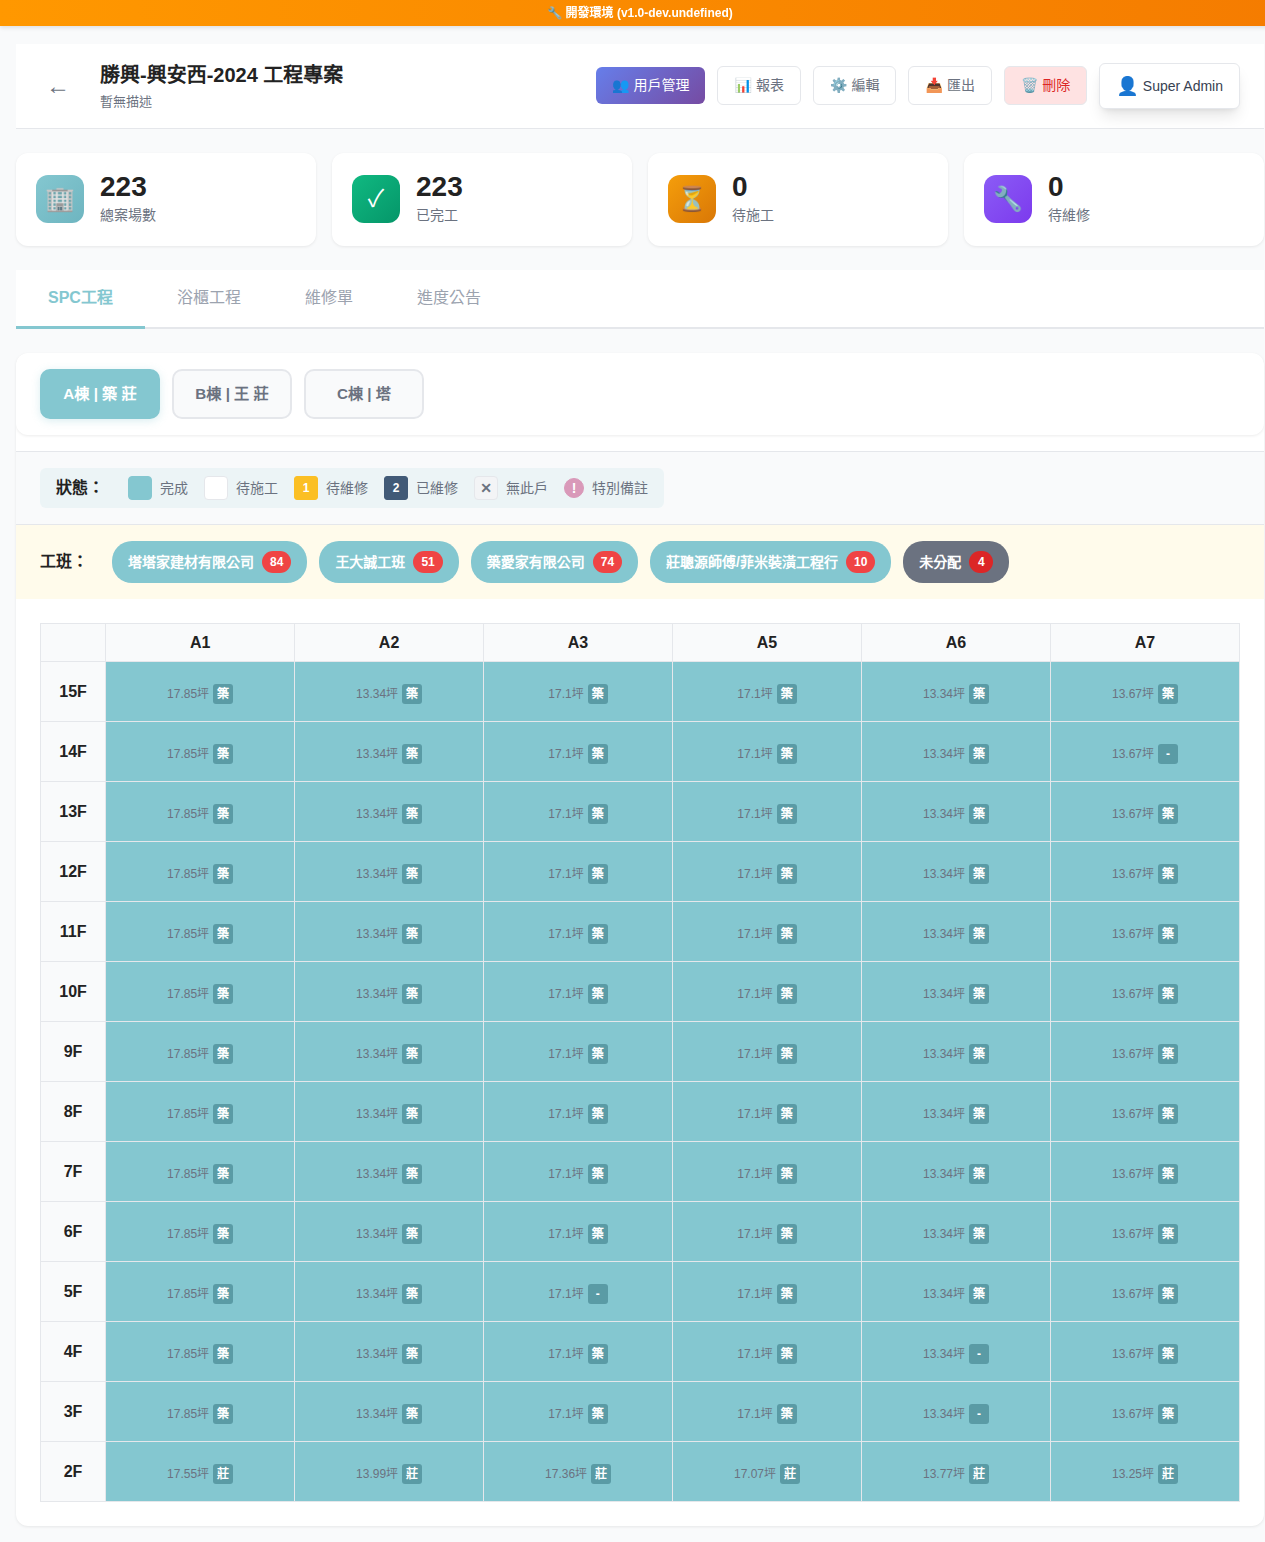 🔧 開發環境 (v1.0-dev.undefined)
← 勝興-興安西-2024 工程專案
暫無描述
👥 用戶管理 📊 報表 ⚙️ 編輯 📥 匯出 🗑️ 刪除 👤 Super Admin
223
總案場數
223
已完工
0
待施工
0
待維修
SPC工程 浴櫃工程 維修單 進度公告
A棟 | 築 莊 B棟 | 王 莊 C棟 | 塔
狀態： 完成 待施工 1 待維修 2 已維修 ✕ 無此戶 ! 特別備註
工班： 塔塔家建材有限公司 84 王大誠工班 51 築愛家有限公司 74 莊聰源師傅/菲米裝潢工程行 10 未分配 4
A1 A2 A3 A5 A6 A7
15F 17.85坪 築 13.34坪 築 17.1坪 築 17.1坪 築 13.34坪 築 13.67坪 築
14F 17.85坪 築 13.34坪 築 17.1坪 築 17.1坪 築 13.34坪 築 13.67坪 -
13F 17.85坪 築 13.34坪 築 17.1坪 築 17.1坪 築 13.34坪 築 13.67坪 築
12F 17.85坪 築 13.34坪 築 17.1坪 築 17.1坪 築 13.34坪 築 13.67坪 築
11F 17.85坪 築 13.34坪 築 17.1坪 築 17.1坪 築 13.34坪 築 13.67坪 築
10F 17.85坪 築 13.34坪 築 17.1坪 築 17.1坪 築 13.34坪 築 13.67坪 築
9F 17.85坪 築 13.34坪 築 17.1坪 築 17.1坪 築 13.34坪 築 13.67坪 築
8F 17.85坪 築 13.34坪 築 17.1坪 築 17.1坪 築 13.34坪 築 13.67坪 築
7F 17.85坪 築 13.34坪 築 17.1坪 築 17.1坪 築 13.34坪 築 13.67坪 築
6F 17.85坪 築 13.34坪 築 17.1坪 築 17.1坪 築 13.34坪 築 13.67坪 築
5F 17.85坪 築 13.34坪 築 17.1坪 - 17.1坪 築 13.34坪 築 13.67坪 築
4F 17.85坪 築 13.34坪 築 17.1坪 築 17.1坪 築 13.34坪 - 13.67坪 築
3F 17.85坪 築 13.34坪 築 17.1坪 築 17.1坪 築 13.34坪 - 13.67坪 築
2F 17.55坪 莊 13.99坪 莊 17.36坪 莊 17.07坪 莊 13.77坪 莊 13.25坪 莊